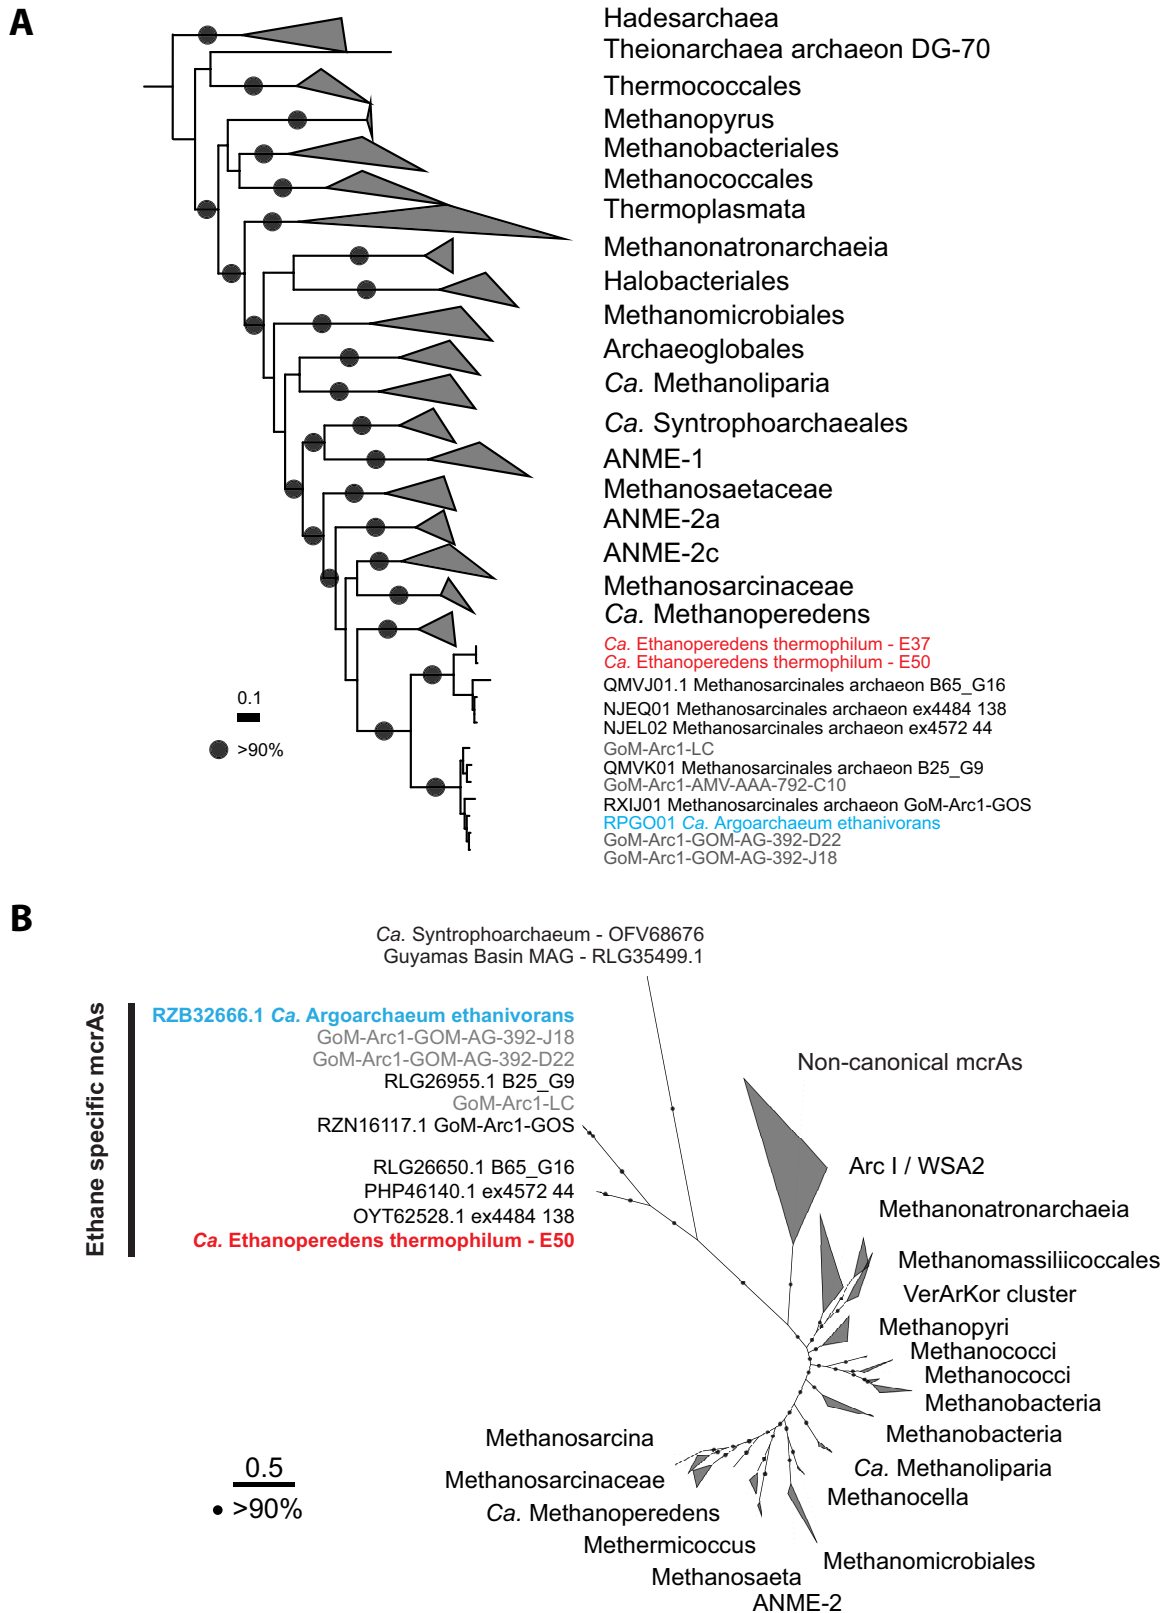 A
Hadesarchaea
Theionarchaea archaeon DG-70
Thermococcales
Methanopyrus
Methanobacteriales
Methanococcales
Thermoplasmata
Methanonatronarchaeia
Halobacteriales
Methanomicrobiales
Archaeoglobales
Ca. Methanoliparia
Ca. Syntrophoarchaeales
ANME-1
Methanosaetaceae
ANME-2a
ANME-2c
Methanosarcinaceae
Ca. Methanoperedens
Ca. Ethanoperedens thermophilum - E37
Ca. Ethanoperedens thermophilum - E50
QMVJ01.1 Methanosarcinales archaeon B65_G16
NJEQ01 Methanosarcinales archaeon ex4484 138
NJEL02 Methanosarcinales archaeon ex4572 44
GoM-Arc1-LC
QMVK01 Methanosarcinales archaeon B25_G9
GoM-Arc1-AMV-AAA-792-C10
RXIJ01 Methanosarcinales archaeon GoM-Arc1-GOS
RPGO01 Ca. Argoarchaeum ethanivorans
GoM-Arc1-GOM-AG-392-D22
GoM-Arc1-GOM-AG-392-J18
0.1
>90%
B
Ca. Syntrophoarchaeum - OFV68676
Guyamas Basin MAG - RLG35499.1
Ethane specific mcrAs
RZB32666.1 Ca. Argoarchaeum ethanivorans
GoM-Arc1-GOM-AG-392-J18
GoM-Arc1-GOM-AG-392-D22
RLG26955.1 B25_G9
GoM-Arc1-LC
RZN16117.1 GoM-Arc1-GOS
RLG26650.1 B65_G16
PHP46140.1 ex4572 44
OYT62528.1 ex4484 138
Ca. Ethanoperedens thermophilum - E50
Non-canonical mcrAs
Arc I / WSA2
Methanonatronarchaeia
Methanomassiliicoccales
VerArKor cluster
Methanopyri
Methanococci
Methanococci
Methanobacteria
Methanobacteria
Ca. Methanoliparia
Methanocella
Methanomicrobiales
ANME-2
Methanosaeta
Methermicoccus
Ca. Methanoperedens
Methanosarcinaceae
Methanosarcina
0.5
>90%